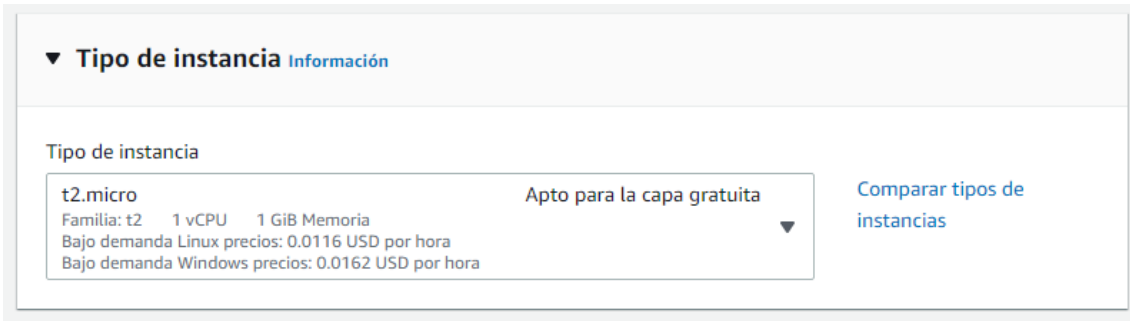 Tipo de instancia Información
Tipo de instancia
t2.micro Apto para la capa gratuita
Familia: t2 1 vCPU 1 GiB Memoria
Bajo demanda Linux precios: 0.0116 USD por hora
Bajo demanda Windows precios: 0.0162 USD por hora
Comparar tipos de
instancias